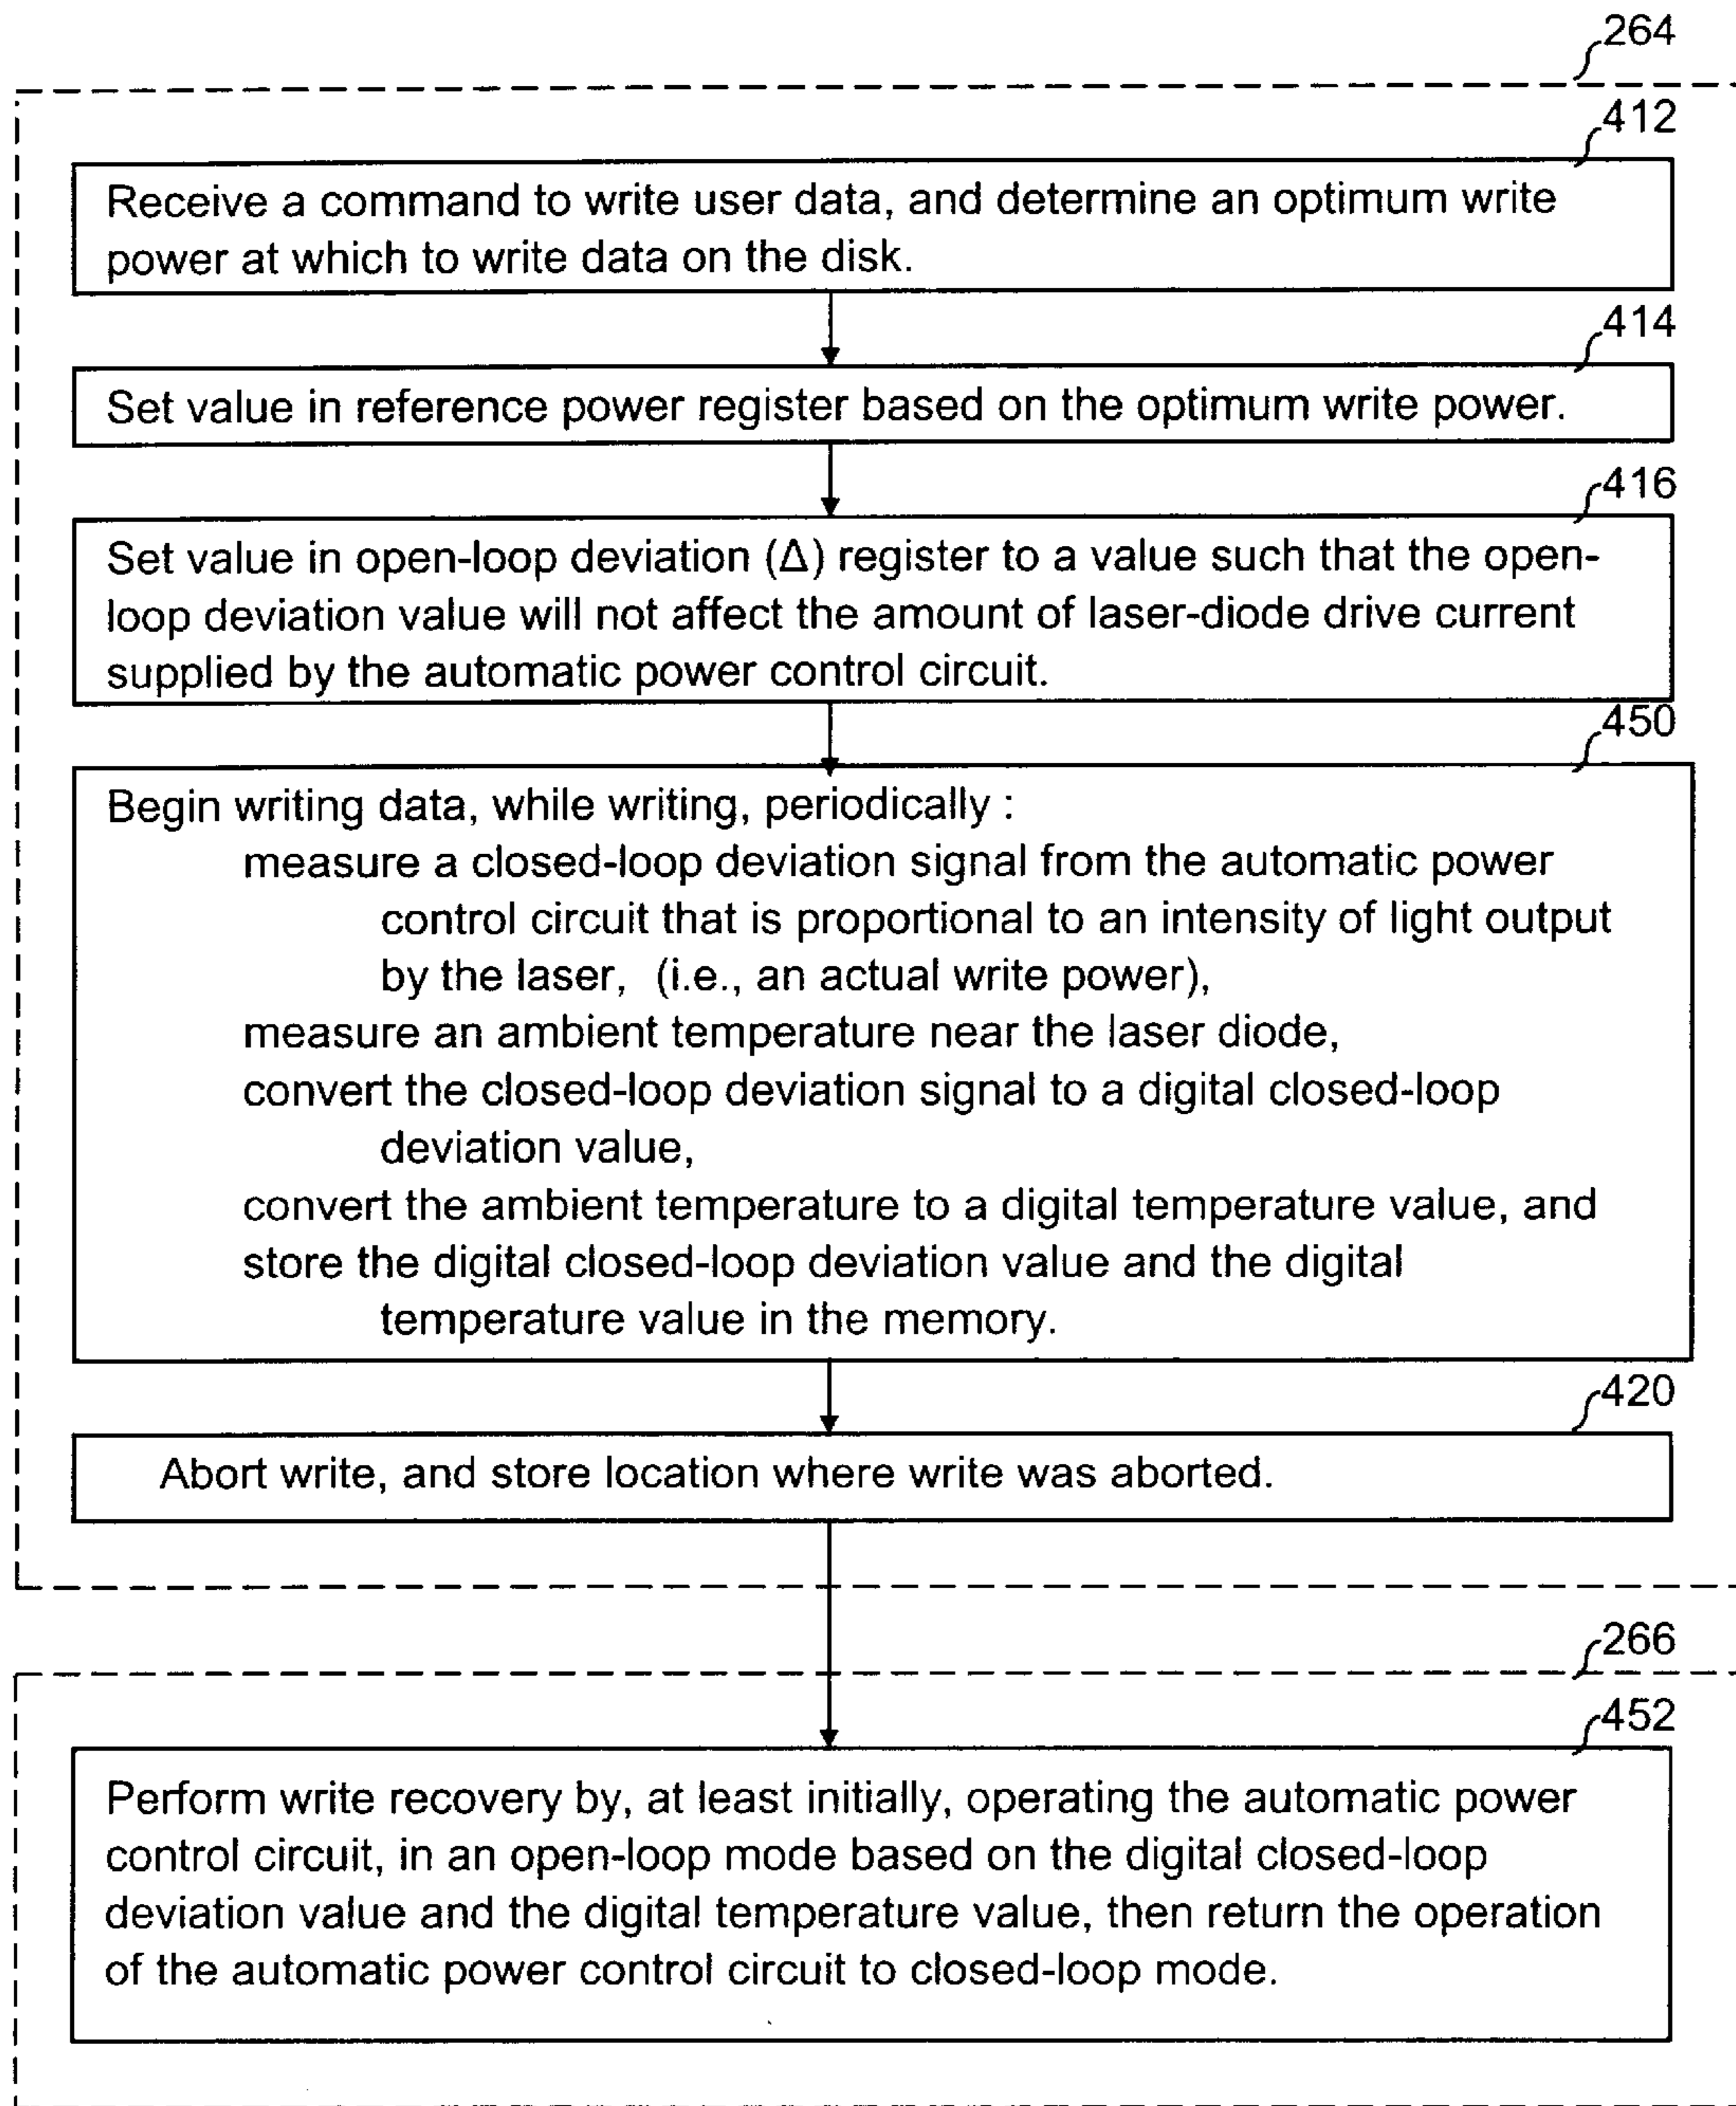 264
412
Receive a command to write user data, and determine an optimum write
power at which to write data on the disk.
414
Set value in reference power register based on the optimum write power.
416
Set value in open-loop deviation (Δ) register to a value such that the open-
loop deviation value will not affect the amount of laser-diode drive current
supplied by the automatic power control circuit.
450
Begin writing data, while writing, periodically :
measure a closed-loop deviation signal from the automatic power
control circuit that is proportional to an intensity of light output
by the laser, (i.e., an actual write power),
measure an ambient temperature near the laser diode,
convert the closed-loop deviation signal to a digital closed-loop
deviation value,
convert the ambient temperature to a digital temperature value, and
store the digital closed-loop deviation value and the digital
temperature value in the memory.
420
Abort write, and store location where write was aborted.
266
452
Perform write recovery by, at least initially, operating the automatic power
control circuit, in an open-loop mode based on the digital closed-loop
deviation value and the digital temperature value, then return the operation
of the automatic power control circuit to closed-loop mode.